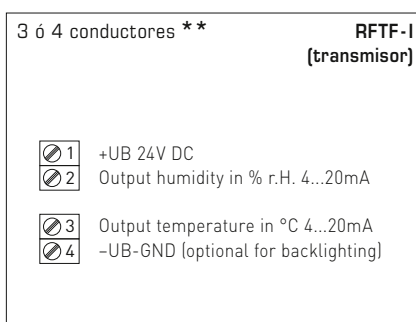 3 ó 4 conductores ** RFTF-I
(transmisor)
1 +UB 24V DC
2 Output humidity in % r.H. 4...20mA
3 Output temperature in °C 4...20mA
4 –UB-GND (optional for backlighting)